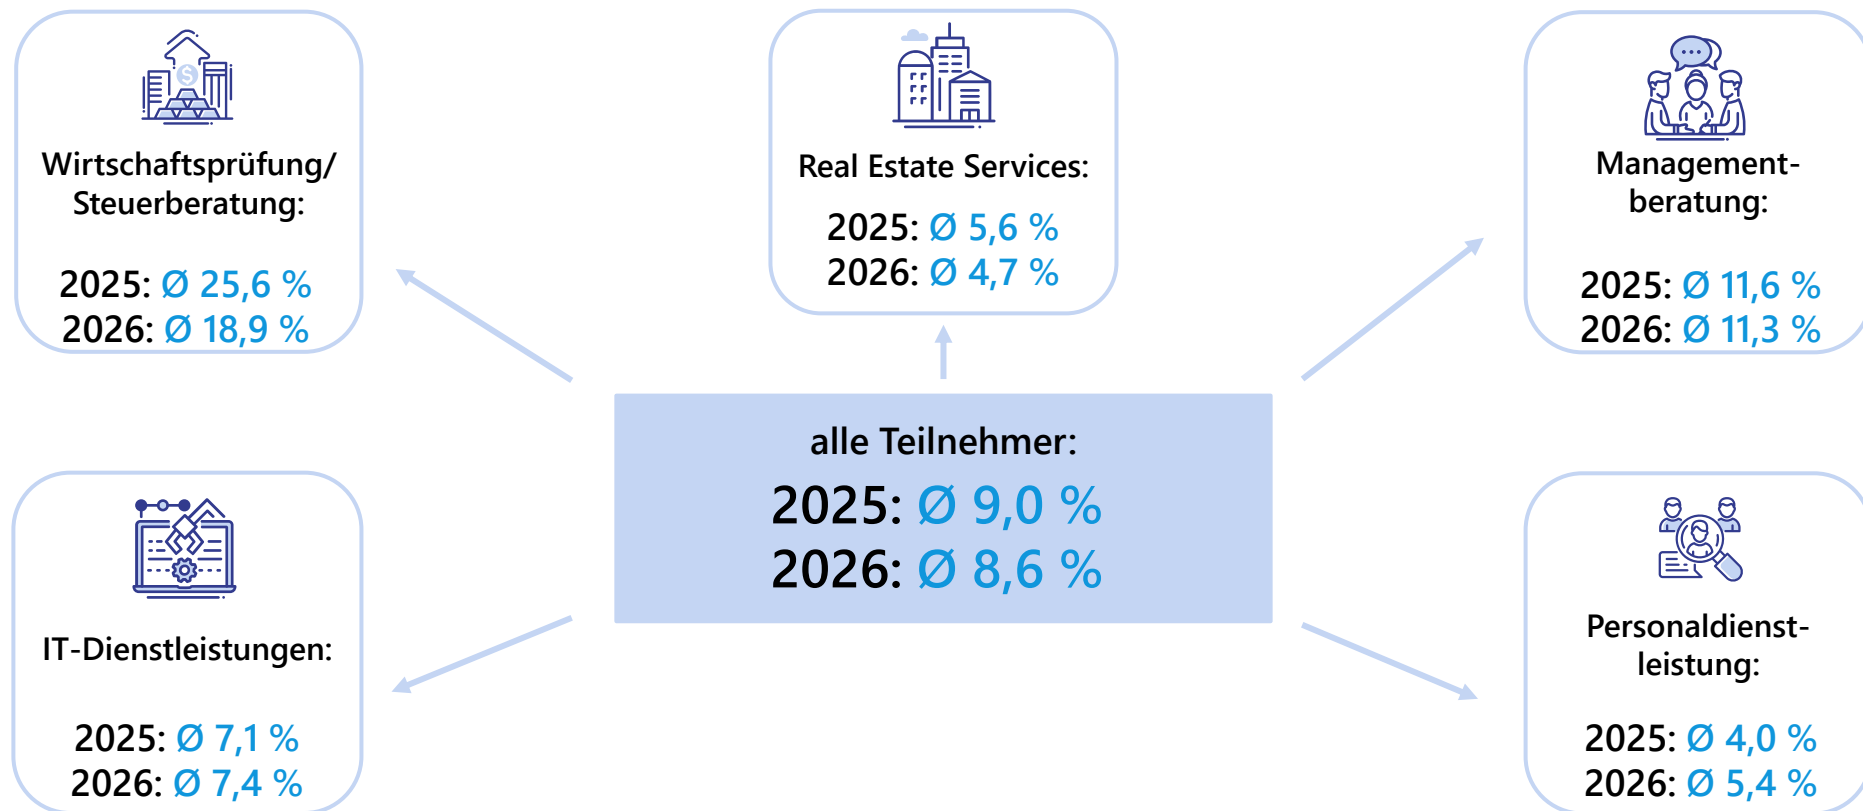 Wirtschaftsprüfung/
Steuerberatung:
2025: Ø 25,6 %
2026: Ø 18,9 %
Real Estate Services:
2025: Ø 5,6 %
2026: Ø 4,7 %
Management-
beratung:
2025: Ø 11,6 %
2026: Ø 11,3 %
alle Teilnehmer:
2025: Ø 9,0 %
2026: Ø 8,6 %
IT-Dienstleistungen:
2025: Ø 7,1 %
2026: Ø 7,4 %
Personaldienst-
leistung:
2025: Ø 4,0 %
2026: Ø 5,4 %